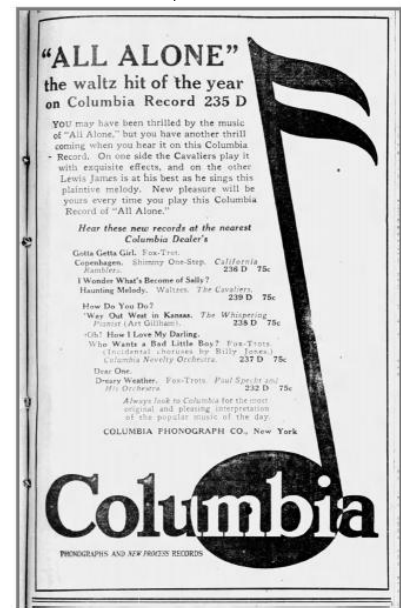 "ALL ALONE"
the waltz hit of the year
on Columbia Record 235 D
YOU may have been thrilled by the music
of "All Alone," but you have another thrill
coming when you hear it on this Columbia
Record. On one side the Cavaliers play it
with exquisite effects, and on the other
Lewis James is at his best as he sings this
plaintive melody. New pleasure will be
yours every time you play this Columbia
Record of "All Alone."
Hear these new records at the nearest
Columbia Dealer's
Gotta Getta Girl. Fox-Trot.
Copenhagen. Shimmy One-Step. California
Ramblers. 236 D 75c
I Wonder What's Become of Sally?
Haunting Melody. Waltzes. The Cavaliers.
239 D 75c
How Do You Do?
'Way Out West in Kansas. The Whispering
Pianist (Art Gillham). 238 D 75c
Oh! How I Love My Darling.
Who Wants a Bad Little Boy? Fox-Trots.
(Incidental choruses by Billy Jones.)
Columbia Novelty Orchestra. 237 D 75c
Dear One.
Dreary Weather. Fox-Trots. Paul Specht and
His Orchestra. 232 D 75c
Always look to Columbia for the most
original and pleasing interpretation
of the popular music of the day.
COLUMBIA PHONOGRAPH CO., New York
Columbia
PHONOGRAPHS AND NEW PROCESS RECORDS